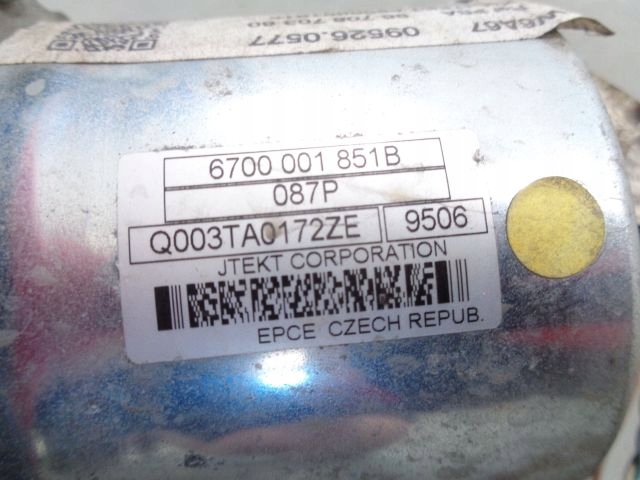 6700 001 851B
087P
Q003TA0172ZE 9506
JTEKT CORPORATION
EPCE CZECH REPUB.
09526.0577